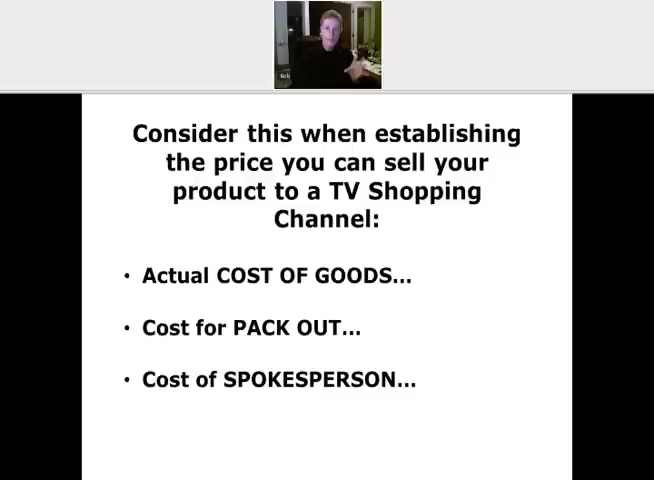 Bob
Consider this when establishing
the price you can sell your
product to a TV Shopping
Channel:
• Actual COST OF GOODS...
• Cost for PACK OUT...
• Cost of SPOKESPERSON...